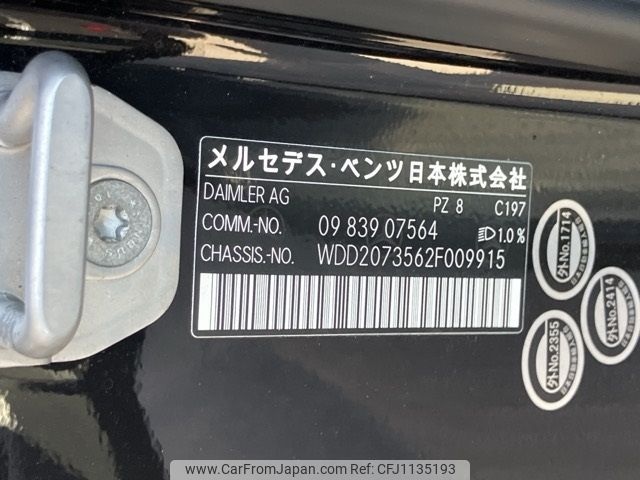 メルセデス・ベンツ日本株式会社
DAIMLER AG PZ 8 C197
COMM.-NO. 09 839 07564 1.0%
CHASSIS.-NO. WDD2073562F009915
外No.1714
外No.2414
外No.2355
www.CarFromJapan.com - REF No. CFJ1135193